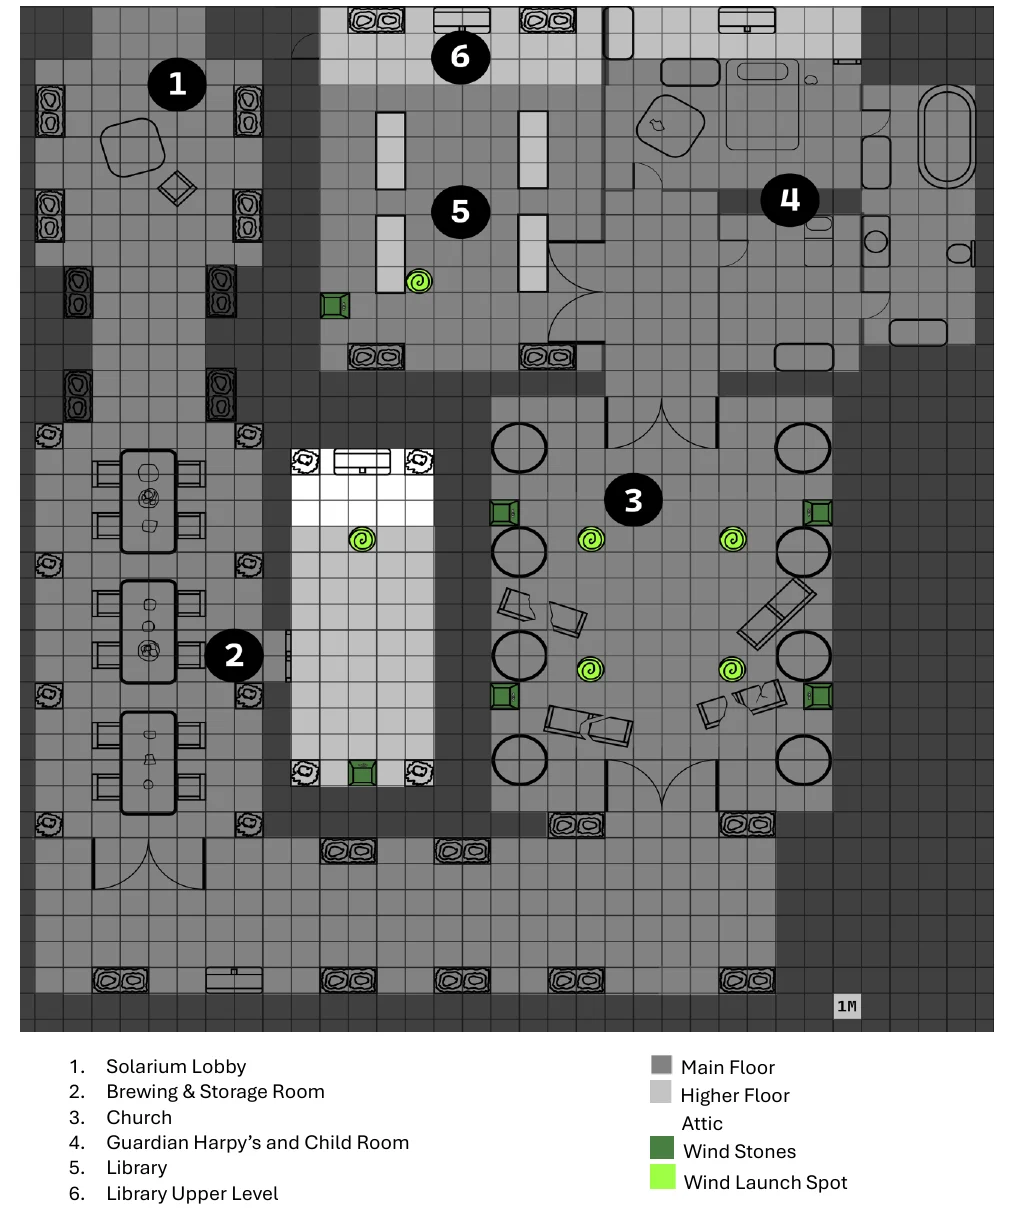 6
1
4
5
3
2
1M
1. Solarium Lobby
2. Brewing & Storage Room
3. Church
4. Guardian Harpy’s and Child Room
5. Library
6. Library Upper Level
Main Floor
Higher Floor
Attic
Wind Stones
Wind Launch Spot